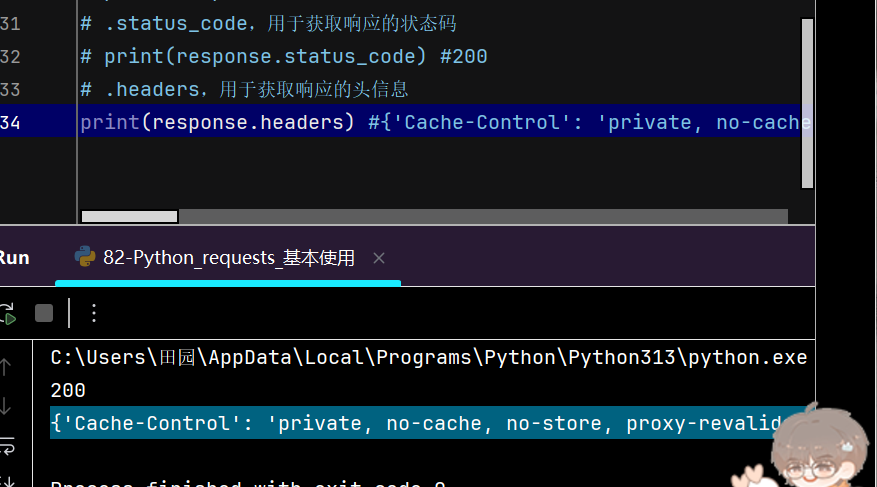 31 # .status_code，用于获取响应的状态码
32 # print(response.status_code) #200
33 # .headers，用于获取响应的头信息
34 print(response.headers) #{'Cache-Control': 'private, no-cache
Run 82-Python_requests_基本使用
C:\Users\田园\AppData\Local\Programs\Python\Python313\python.exe
200
{'Cache-Control': 'private, no-cache, no-store, proxy-revalid
Process finished with exit code 0